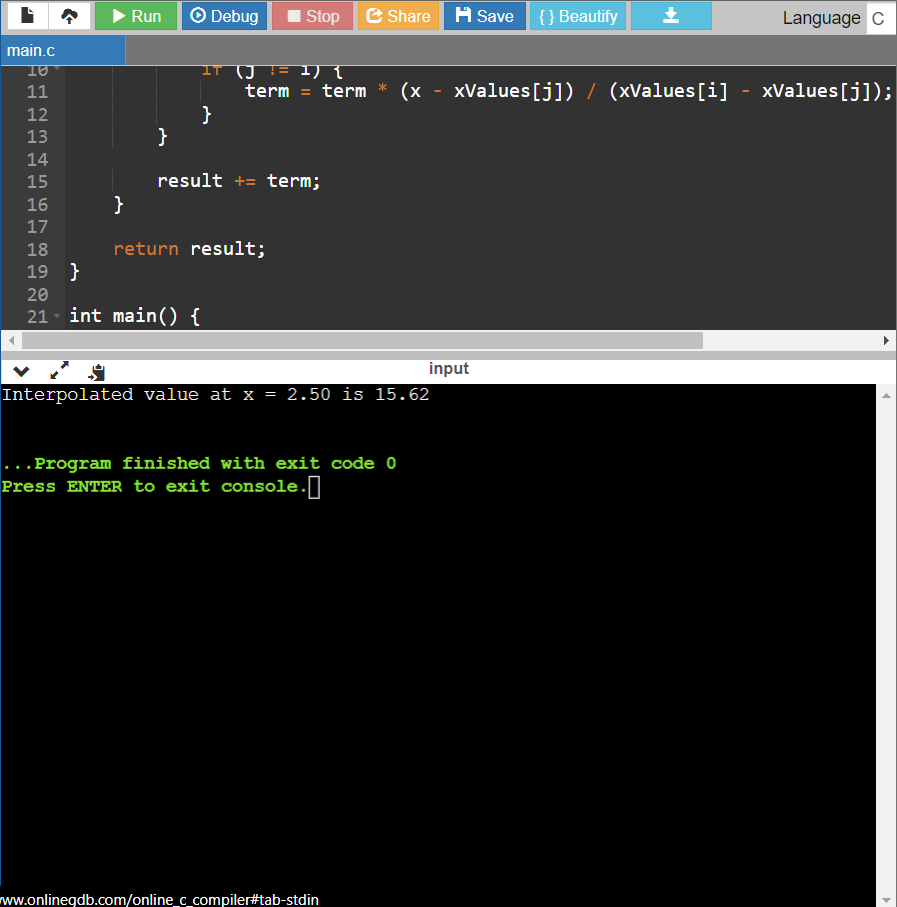 Run Debug Stop Share Save { } Beautify Language C
main.c
10 if (j != i) {
11 term = term * (x - xValues[j]) / (xValues[i] - xValues[j]);
12 }
13 }
14
15 result += term;
16 }
17
18 return result;
19 }
20
21 int main() {
input
Interpolated value at x = 2.50 is 15.62
...Program finished with exit code 0
Press ENTER to exit console.
ww.onlinegdb.com/online_c_compiler#tab-stdin